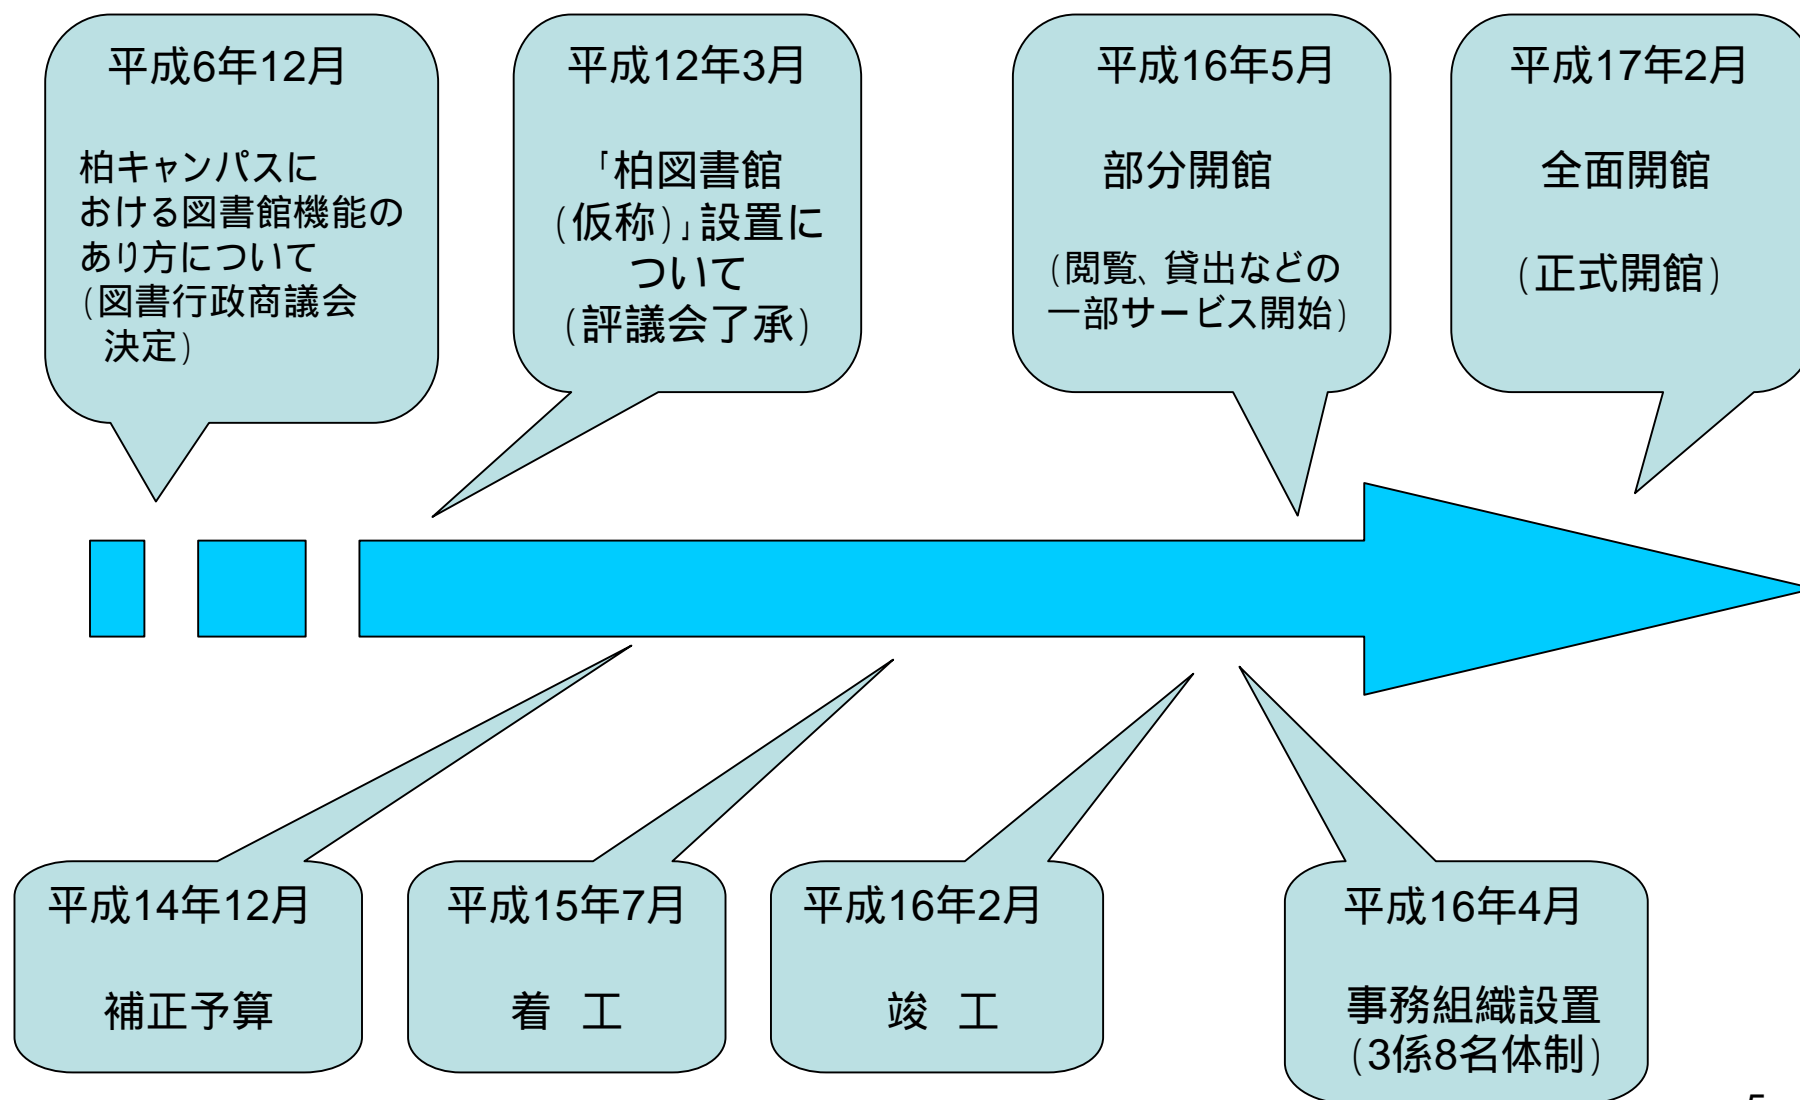 平成6年12月
柏キャンパスに
おける図書館機能の
あり方について
(図書行政商議会
決定)
平成12年3月
「柏図書館
(仮称)」設置に
ついて
(評議会了承)
平成16年5月
部分開館
(閲覧、貸出などの
一部サービス開始)
平成17年2月
全面開館
(正式開館)
平成14年12月
補正予算
平成15年7月
着　工
平成16年2月
竣　工
平成16年4月
事務組織設置
(3係8名体制)